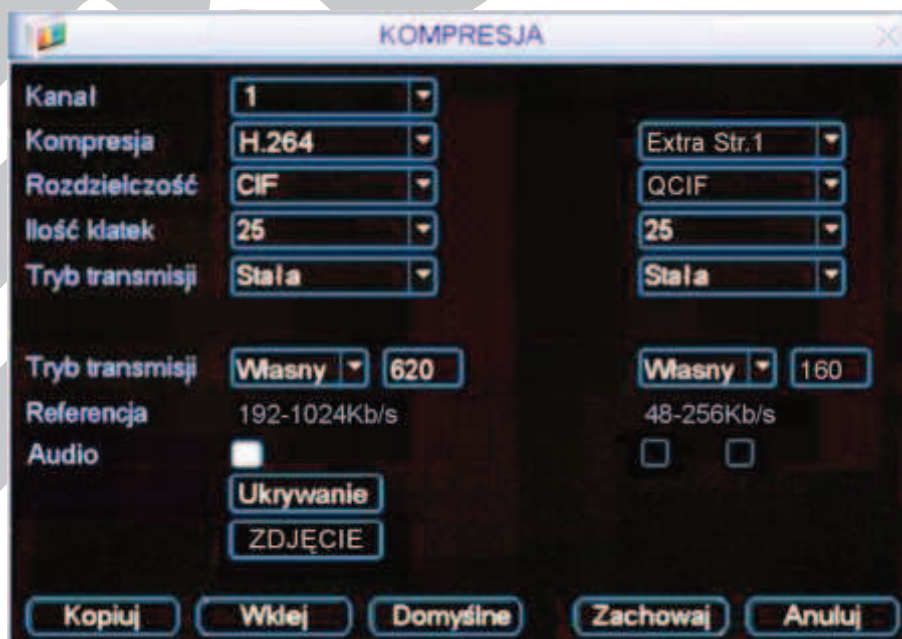 KOMPRESJA
Kanał 1
Kompresja H.264 Extra Str.1
Rozdzielczość CIF QCIF
Ilość klatek 25 25
Tryb transmisji Stała Stała
Tryb transmisji Własny 620 Własny 160
Referencja 192-1024Kb/s 48-256Kb/s
Audio
Ukrywanie
ZDJĘCIE
Kopiuj Wklej Domyślne Zachowaj Anuluj